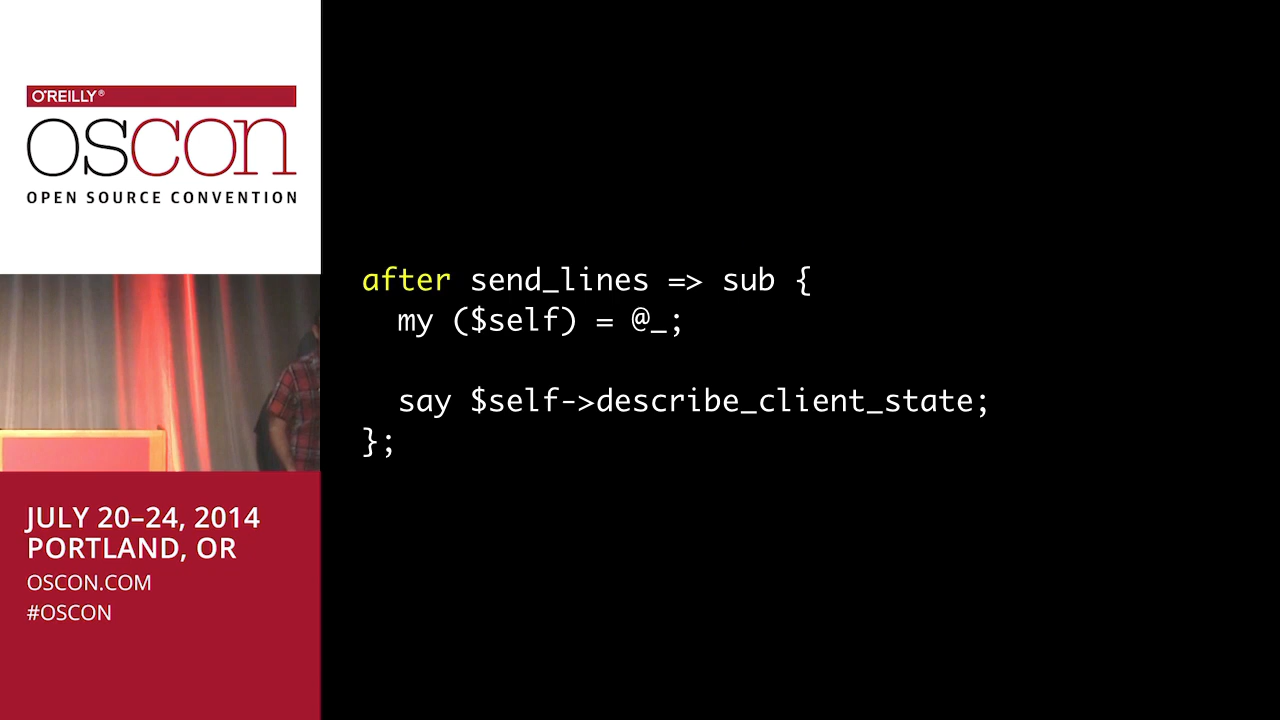 O'REILLY®
OSCON
OPEN SOURCE CONVENTION
JULY 20–24, 2014
PORTLAND, OR
OSCON.COM
#OSCON
after send_lines => sub {
  my ($self) = @_;
  say $self->describe_client_state;
};